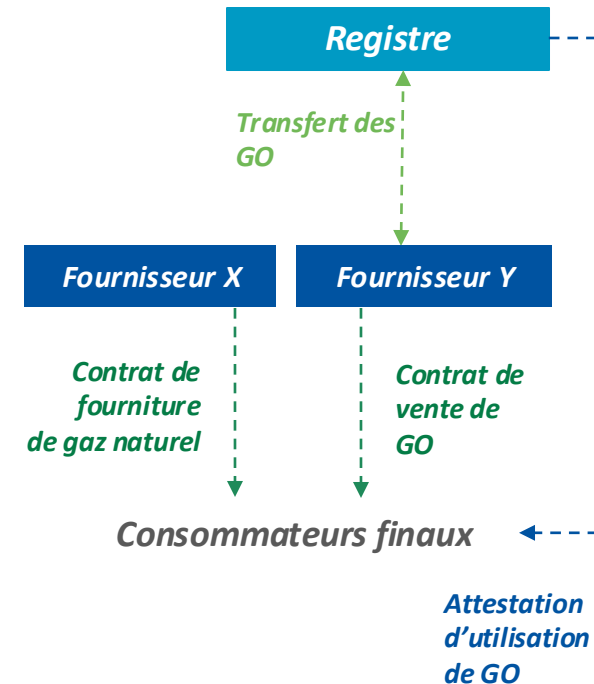 Registre
Transfert des
GO
Fournisseur X
Fournisseur Y
Contrat de
fourniture
de gaz naturel
Contrat de
vente de
GO
Consommateurs finaux
Attestation
d’utilisation
de GO